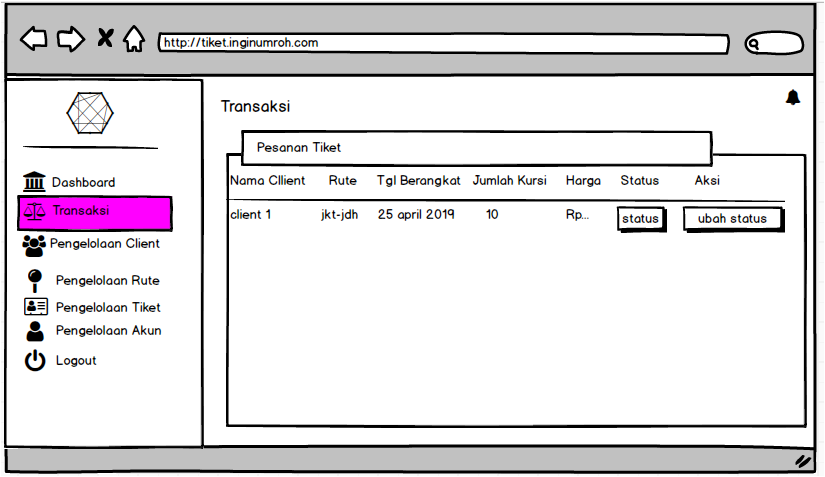 http://tiket.inginumroh.com
Dashboard
Transaksi
Pengelolaan Client
Pengelolaan Rute
Pengelolaan Tiket
Pengelolaan Akun
Logout
Transaksi
Pesanan Tiket
Nama Cllient Rute Tgl Berangkat Jumlah Kursi Harga Status Aksi
client 1 jkt-jdh 25 april 2019 10 Rp... status ubah status